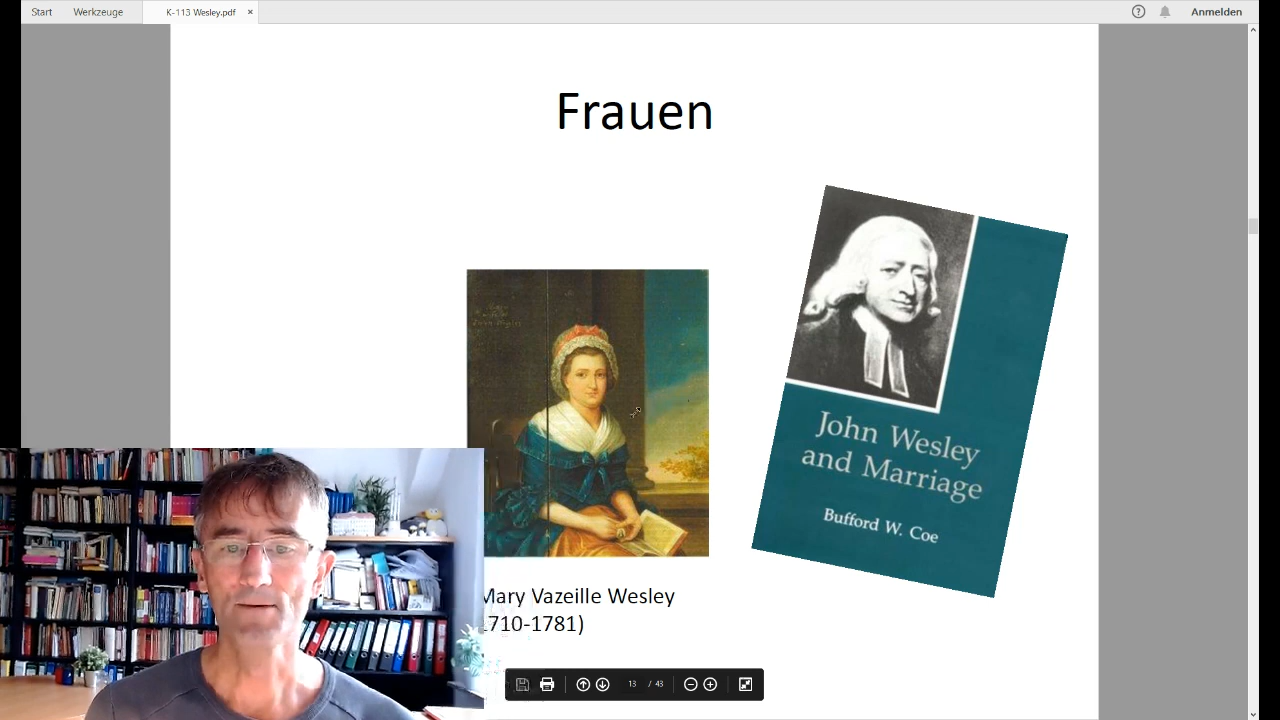 Start Werkzeuge K-113 Wesley.pdf × Anmelden
Frauen
John Wesley
and Marriage
Bufford W. Coe
Mary Vazeille Wesley
710-1781)
13 / 43